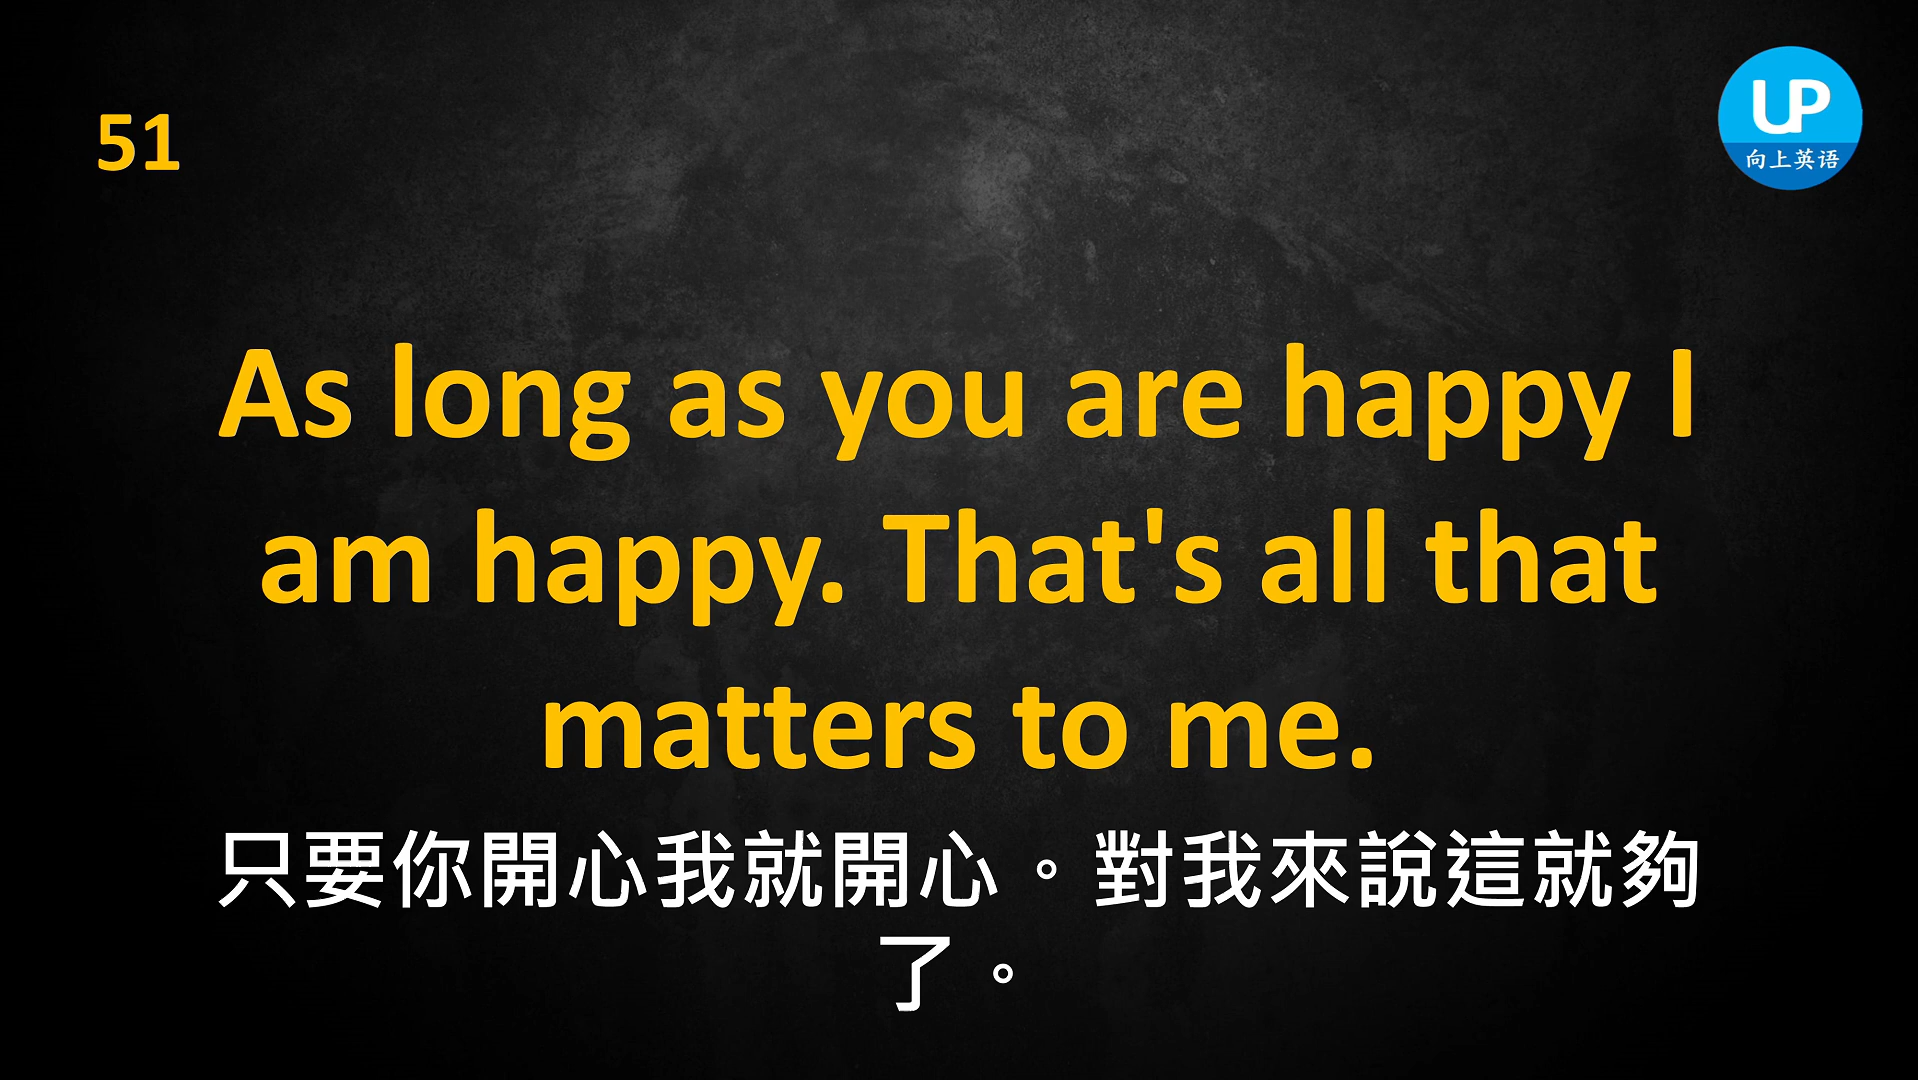 51
UP
向上英语
As long as you are happy I
am happy. That's all that
matters to me.
只要你開心我就開心。對我來說這就夠
了。